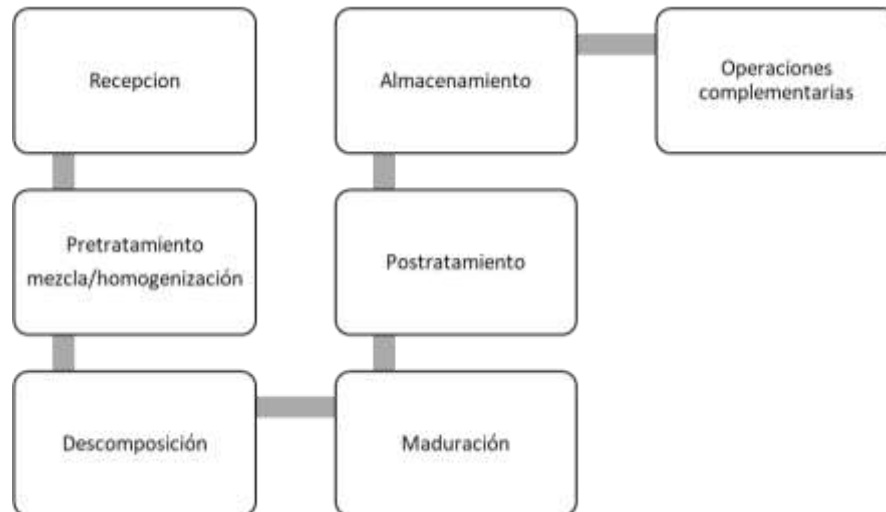 Recepcion
Pretratamiento
mezcla/homogenización
Descomposición
Maduración
Postratamiento
Almacenamiento
Operaciones
complementarias